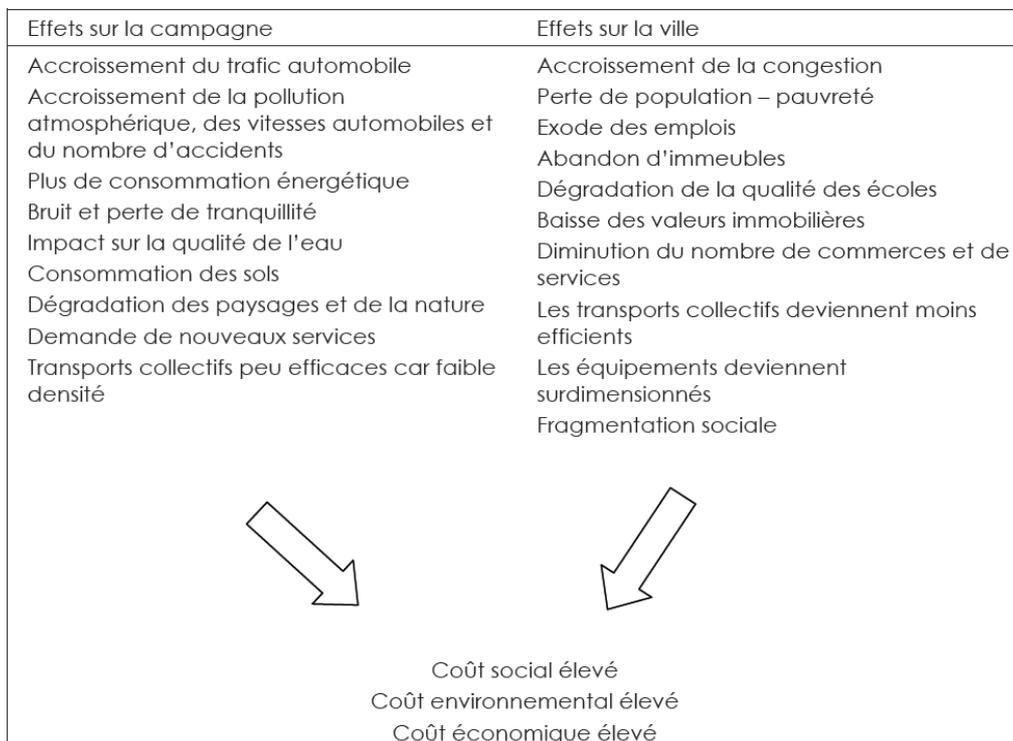 Effets sur la campagne
Accroissement du trafic automobile
Accroissement de la pollution
atmosphérique, des vitesses automobiles et
du nombre d'accidents
Plus de consommation énergétique
Bruit et perte de tranquillité
Impact sur la qualité de l'eau
Consommation des sols
Dégradation des paysages et de la nature
Demande de nouveaux services
Transports collectifs peu efficaces car faible
densité
Effets sur la ville
Accroissement de la congestion
Perte de population – pauvreté
Exode des emplois
Abandon d'immeubles
Dégradation de la qualité des écoles
Baisse des valeurs immobilières
Diminution du nombre de commerces et de
services
Les transports collectifs deviennent moins
efficients
Les équipements deviennent
surdimensionnés
Fragmentation sociale
Coût social élevé
Coût environnemental élevé
Coût économique élevé